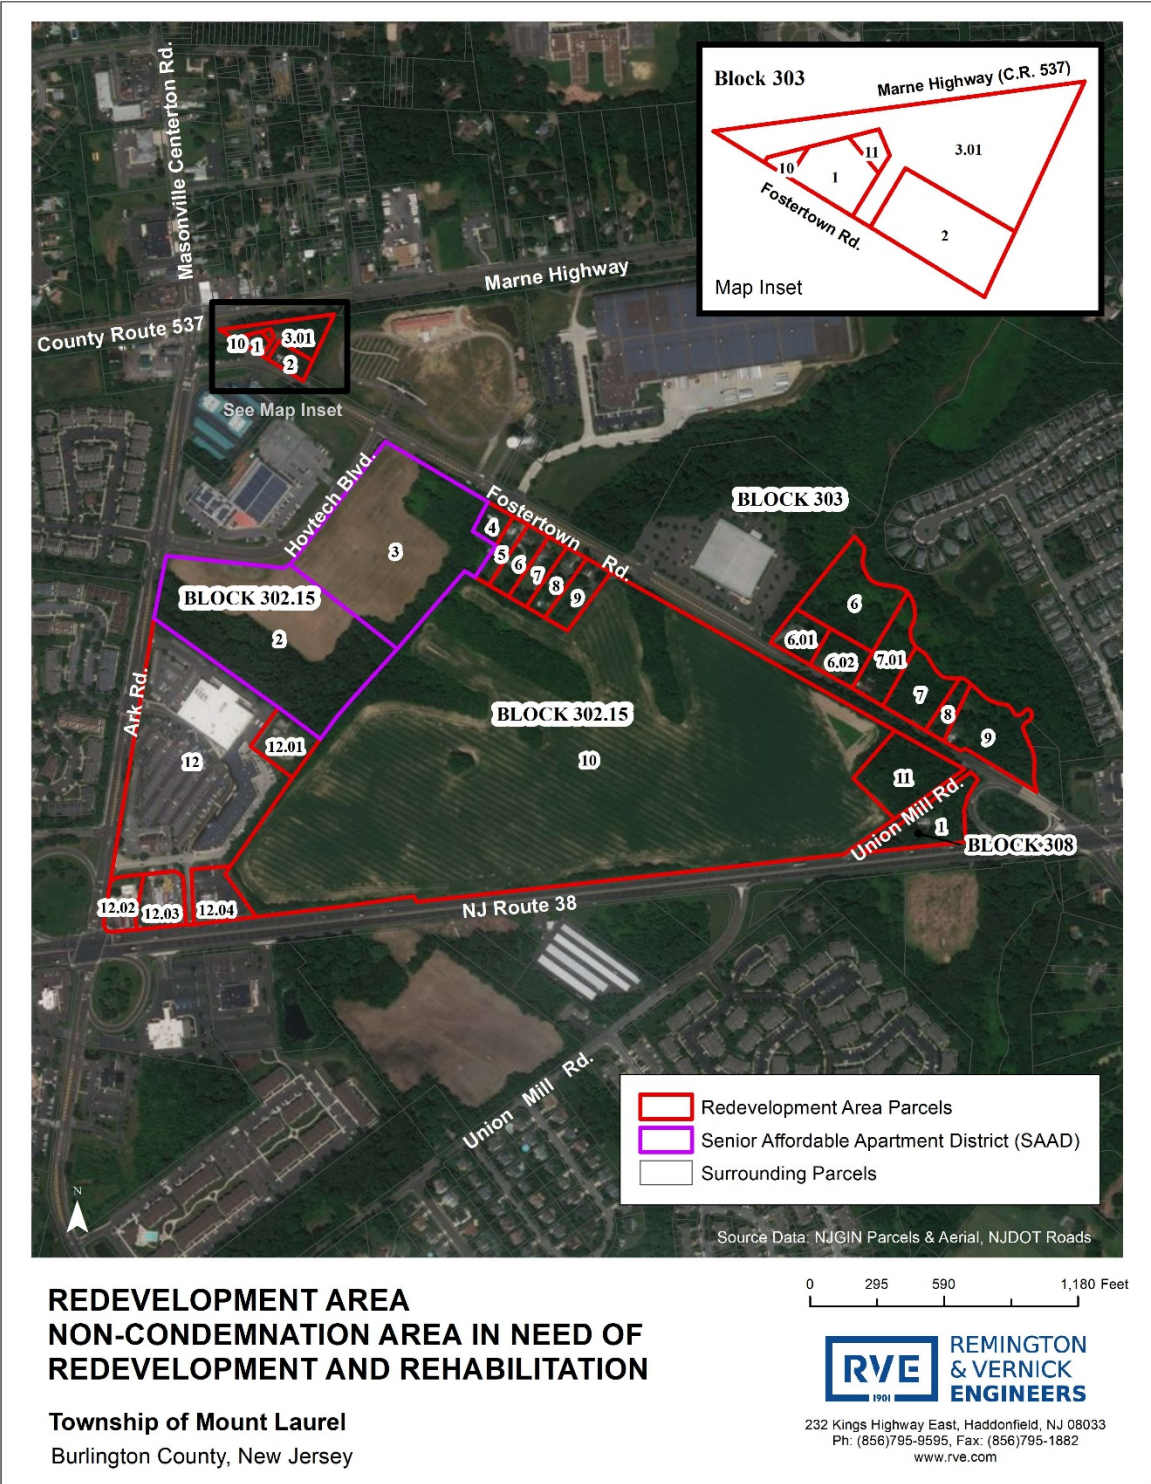 Masonville Centerton Rd.
Block 303
Marne Highway (C.R. 537)
3.01
11
10
1
2
Fostertown Rd.
Map Inset
Marne Highway
County Route 537
10
1
3.01
2
See Map Inset
Hovtech Blvd.
Fostertown Rd.
BLOCK 303
3
4
5
6
7
8
9
BLOCK 302.15
2
6
6.01
6.02
7.01
7
8
9
Ark Rd.
12
12.01
BLOCK 302.15
10
11
Union Mill Rd.
1
BLOCK 308
12.02
12.03
12.04
NJ Route 38
Union Mill Rd.
Redevelopment Area Parcels
Senior Affordable Apartment District (SAAD)
Surrounding Parcels
N
Source Data: NJGIN Parcels & Aerial, NJDOT Roads
REDEVELOPMENT AREA
NON-CONDEMNATION AREA IN NEED OF
REDEVELOPMENT AND REHABILITATION
Township of Mount Laurel
Burlington County, New Jersey
0 295 590 1,180 Feet
RVE
1901
REMINGTON
& VERNICK
ENGINEERS
232 Kings Highway East, Haddonfield, NJ 08033
Ph: (856)795-9595, Fax: (856)795-1882
www.rve.com